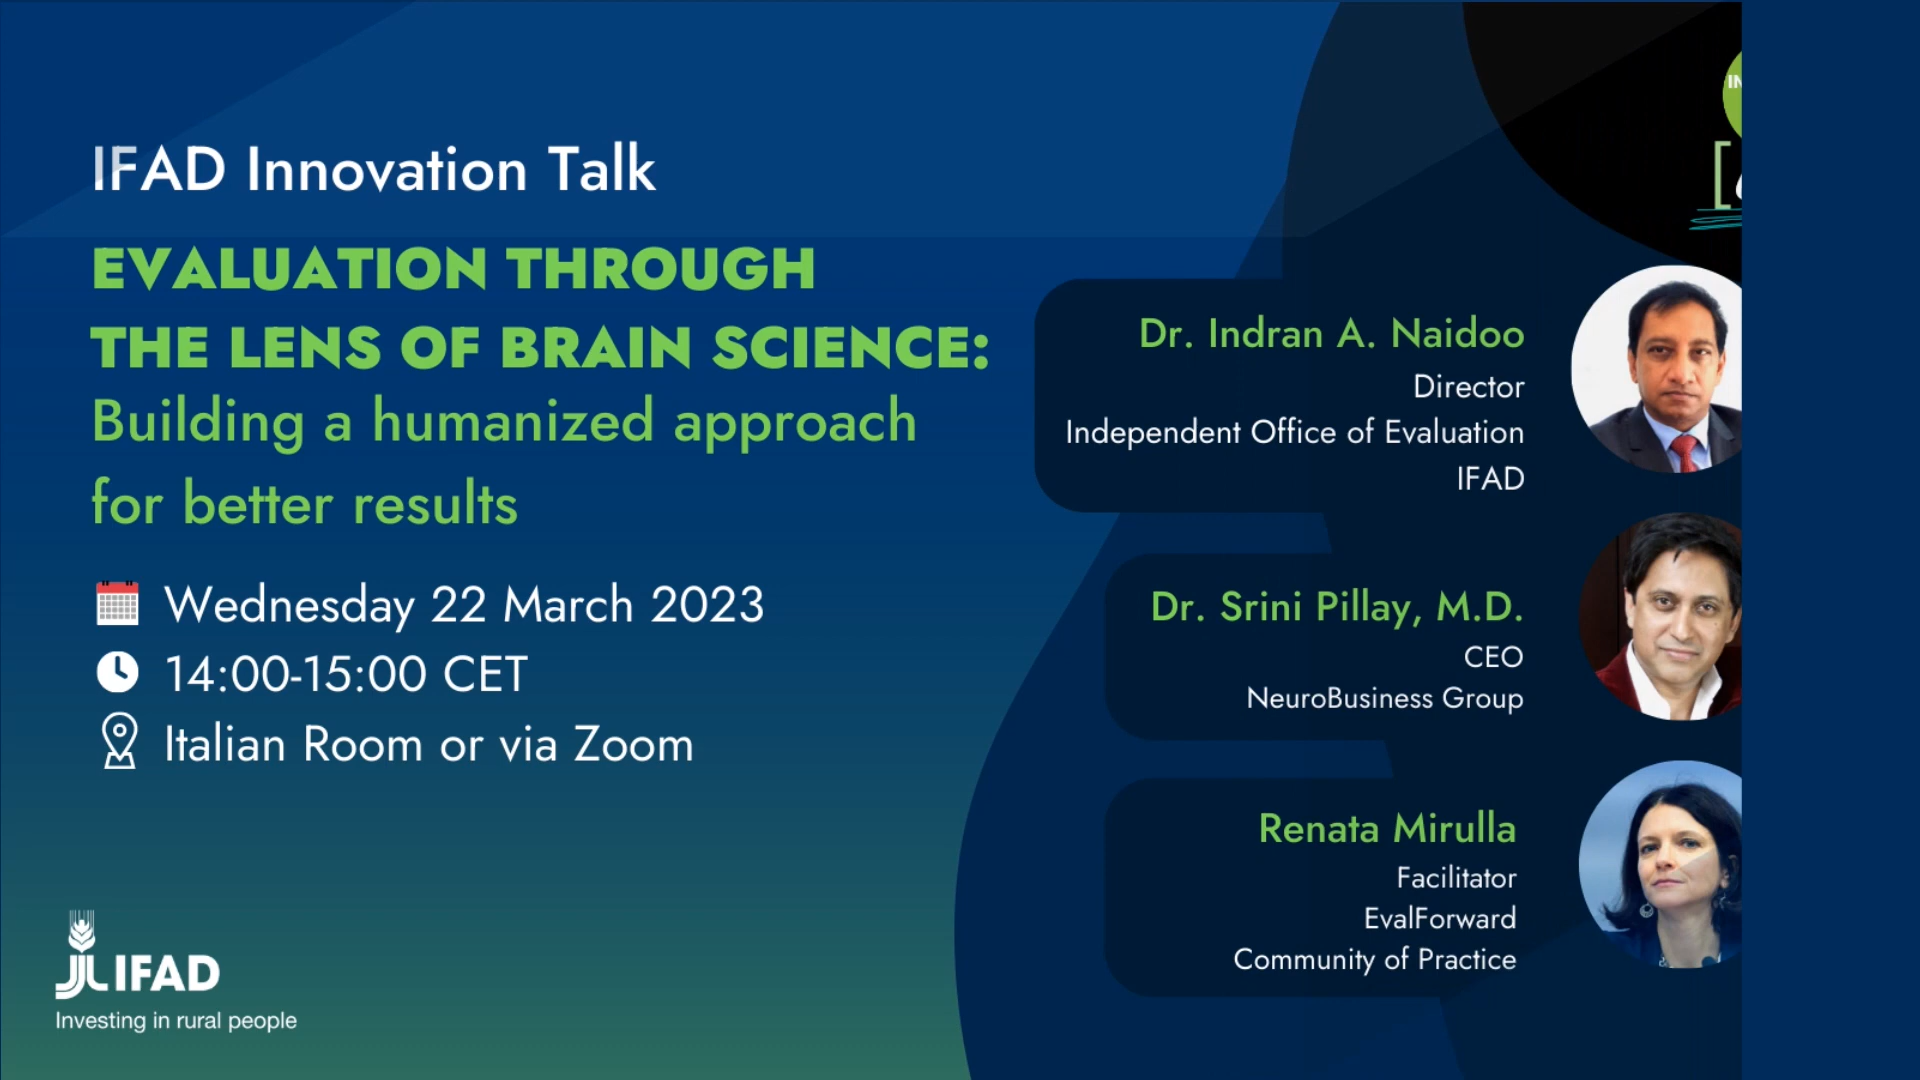 IFAD Innovation Talk
EVALUATION THROUGH
THE LENS OF BRAIN SCIENCE:
Building a humanized approach
for better results
Wednesday 22 March 2023
14:00-15:00 CET
Italian Room or via Zoom
IFAD
Investing in rural people
Dr. Indran A. Naidoo
Director
Independent Office of Evaluation
IFAD
Dr. Srini Pillay, M.D.
CEO
NeuroBusiness Group
Renata Mirulla
Facilitator
EvalForward
Community of Practice